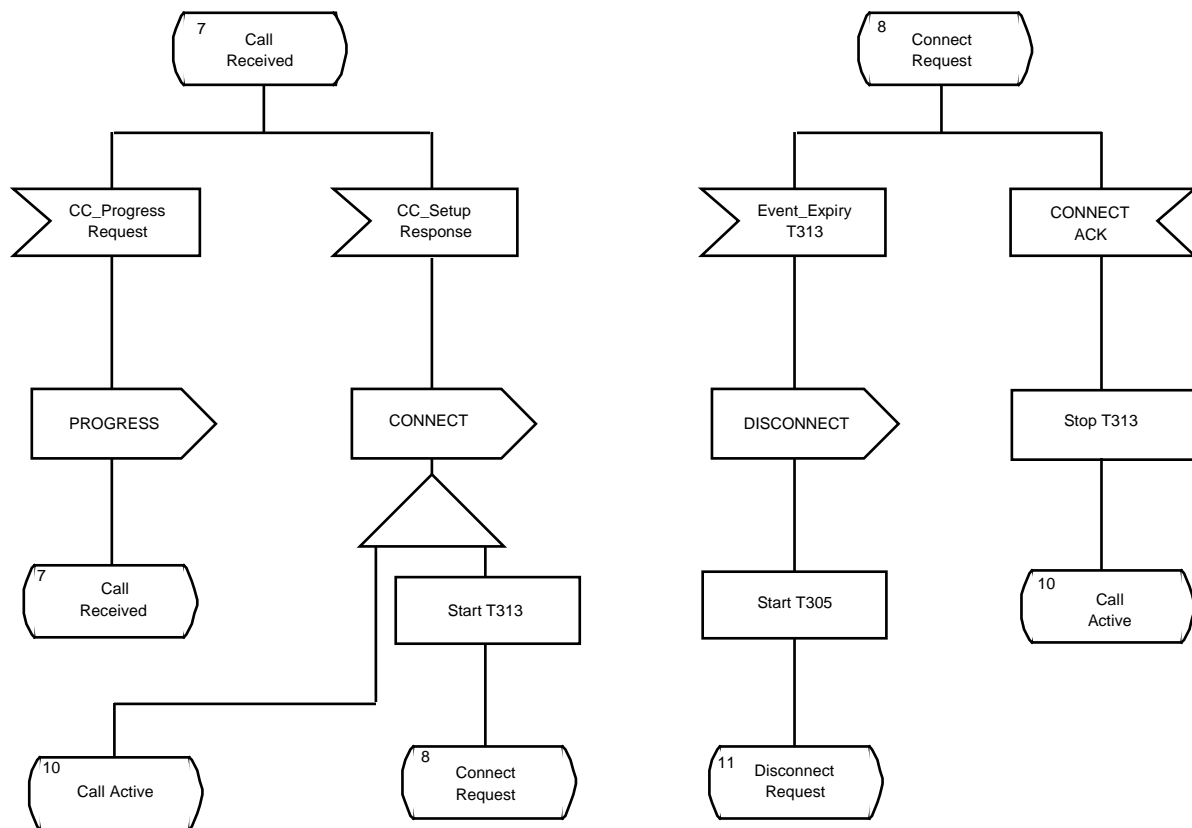 7
Call
Received
8
Connect
Request
CC_Progress
Request
CC_Setup
Response
Event_Expiry
T313
CONNECT
ACK
PROGRESS
CONNECT
DISCONNECT
Stop T313
7
Call
Received
Start T313
Start T305
10
Call
Active
10
Call Active
8
Connect
Request
11
Disconnect
Request